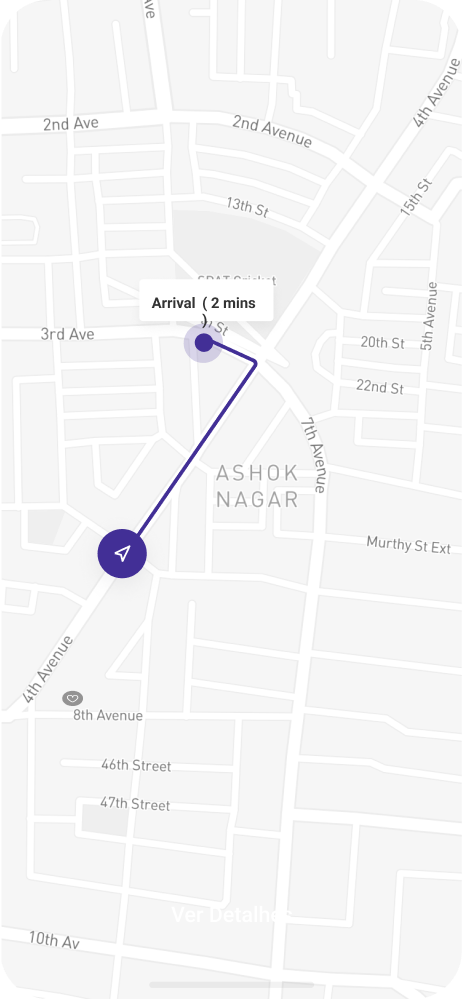 Ave
2nd Ave
2nd Avenue
4th Avenue
15th St
13th St
Arrival ( 2 mins
)
St
3rd Ave
5th Avenue
20th St
22nd St
7th Avenue
ASHOK
NAGAR
Murthy St Ext
4th Avenue
8th Avenue
46th Street
47th Street
Ver Detalhes
10th Av